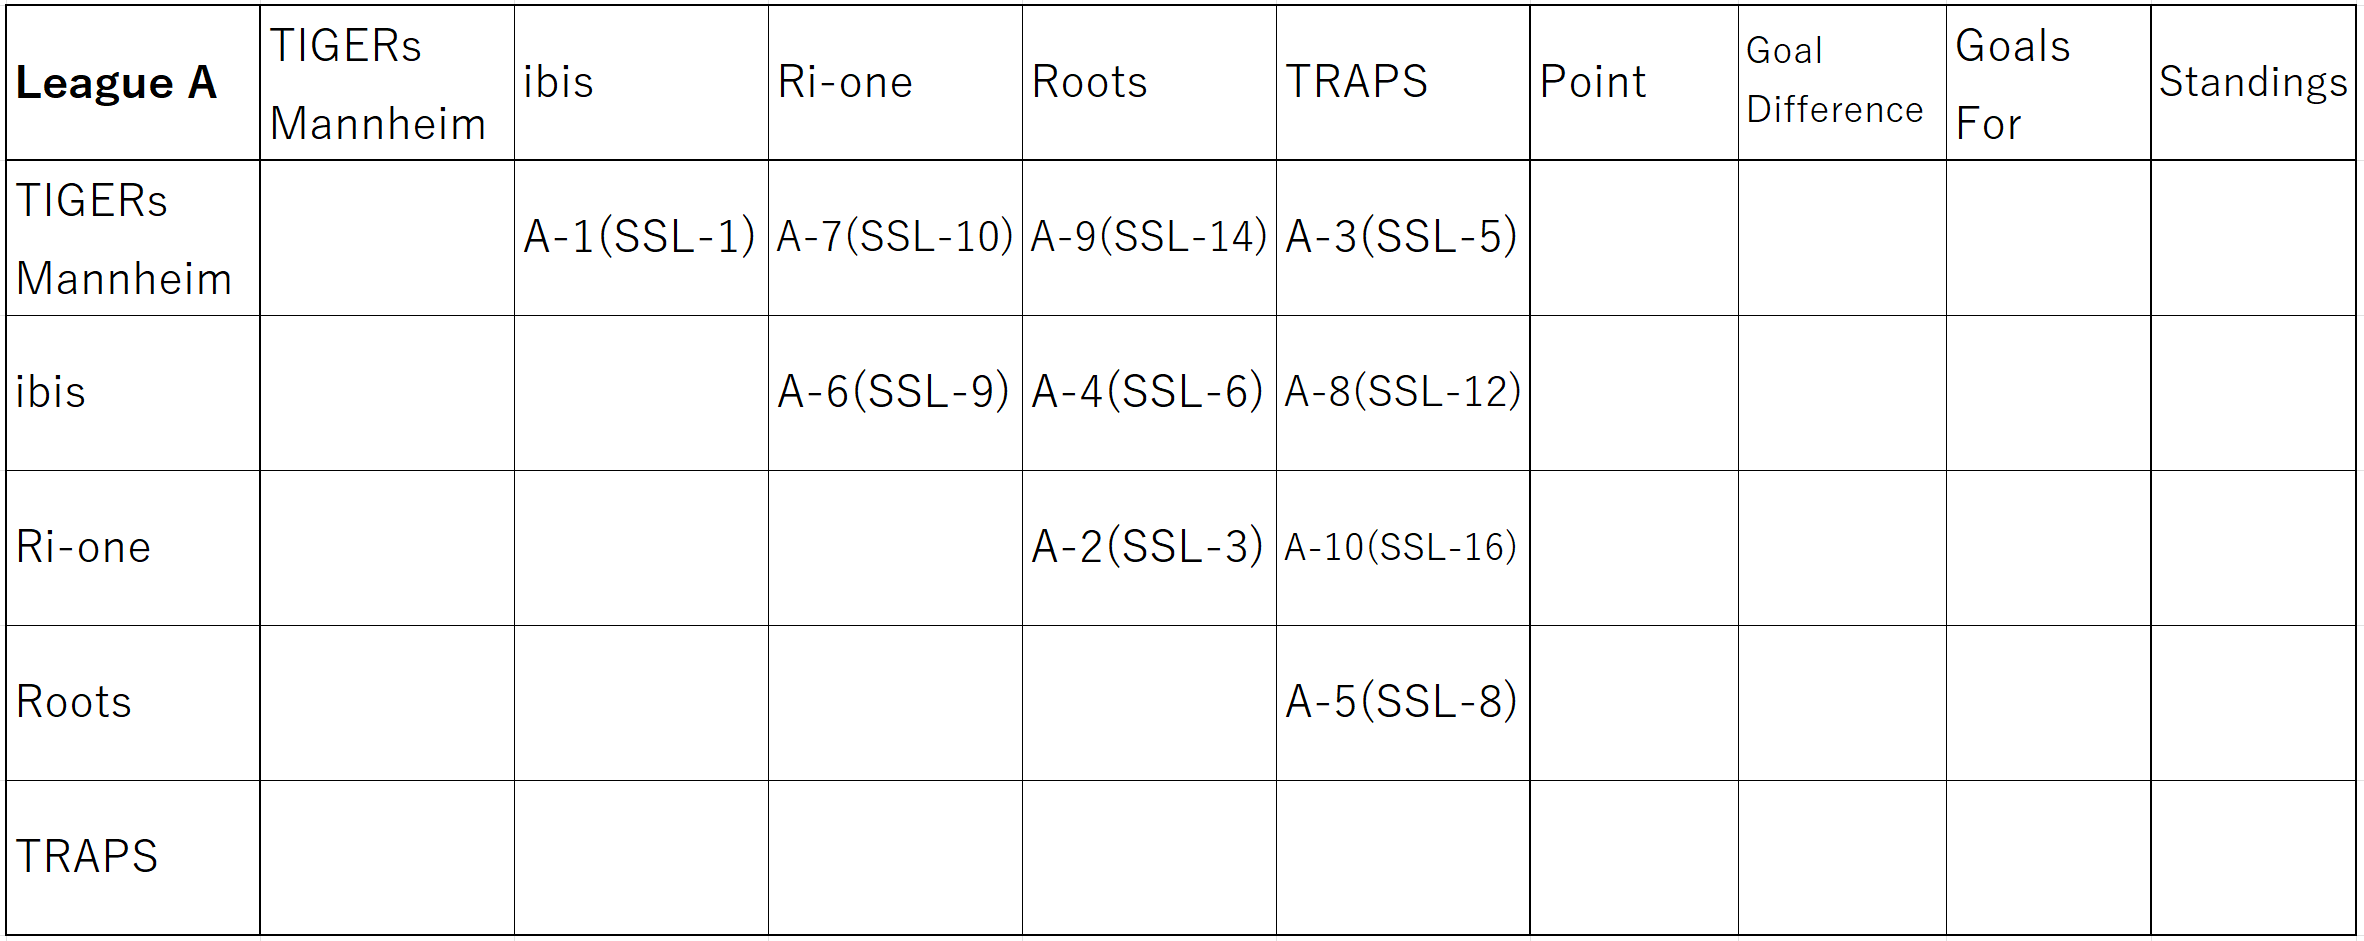 League A
TIGERs
Mannheim
ibis
Ri-one
Roots
TRAPS
Point
Goal
Difference
Goals
For
Standings
TIGERs
Mannheim
A-1(SSL-1)
A-7(SSL-10)
A-9(SSL-14)
A-3(SSL-5)
ibis
A-6(SSL-9)
A-4(SSL-6)
A-8(SSL-12)
Ri-one
A-2(SSL-3)
A-10(SSL-16)
Roots
A-5(SSL-8)
TRAPS